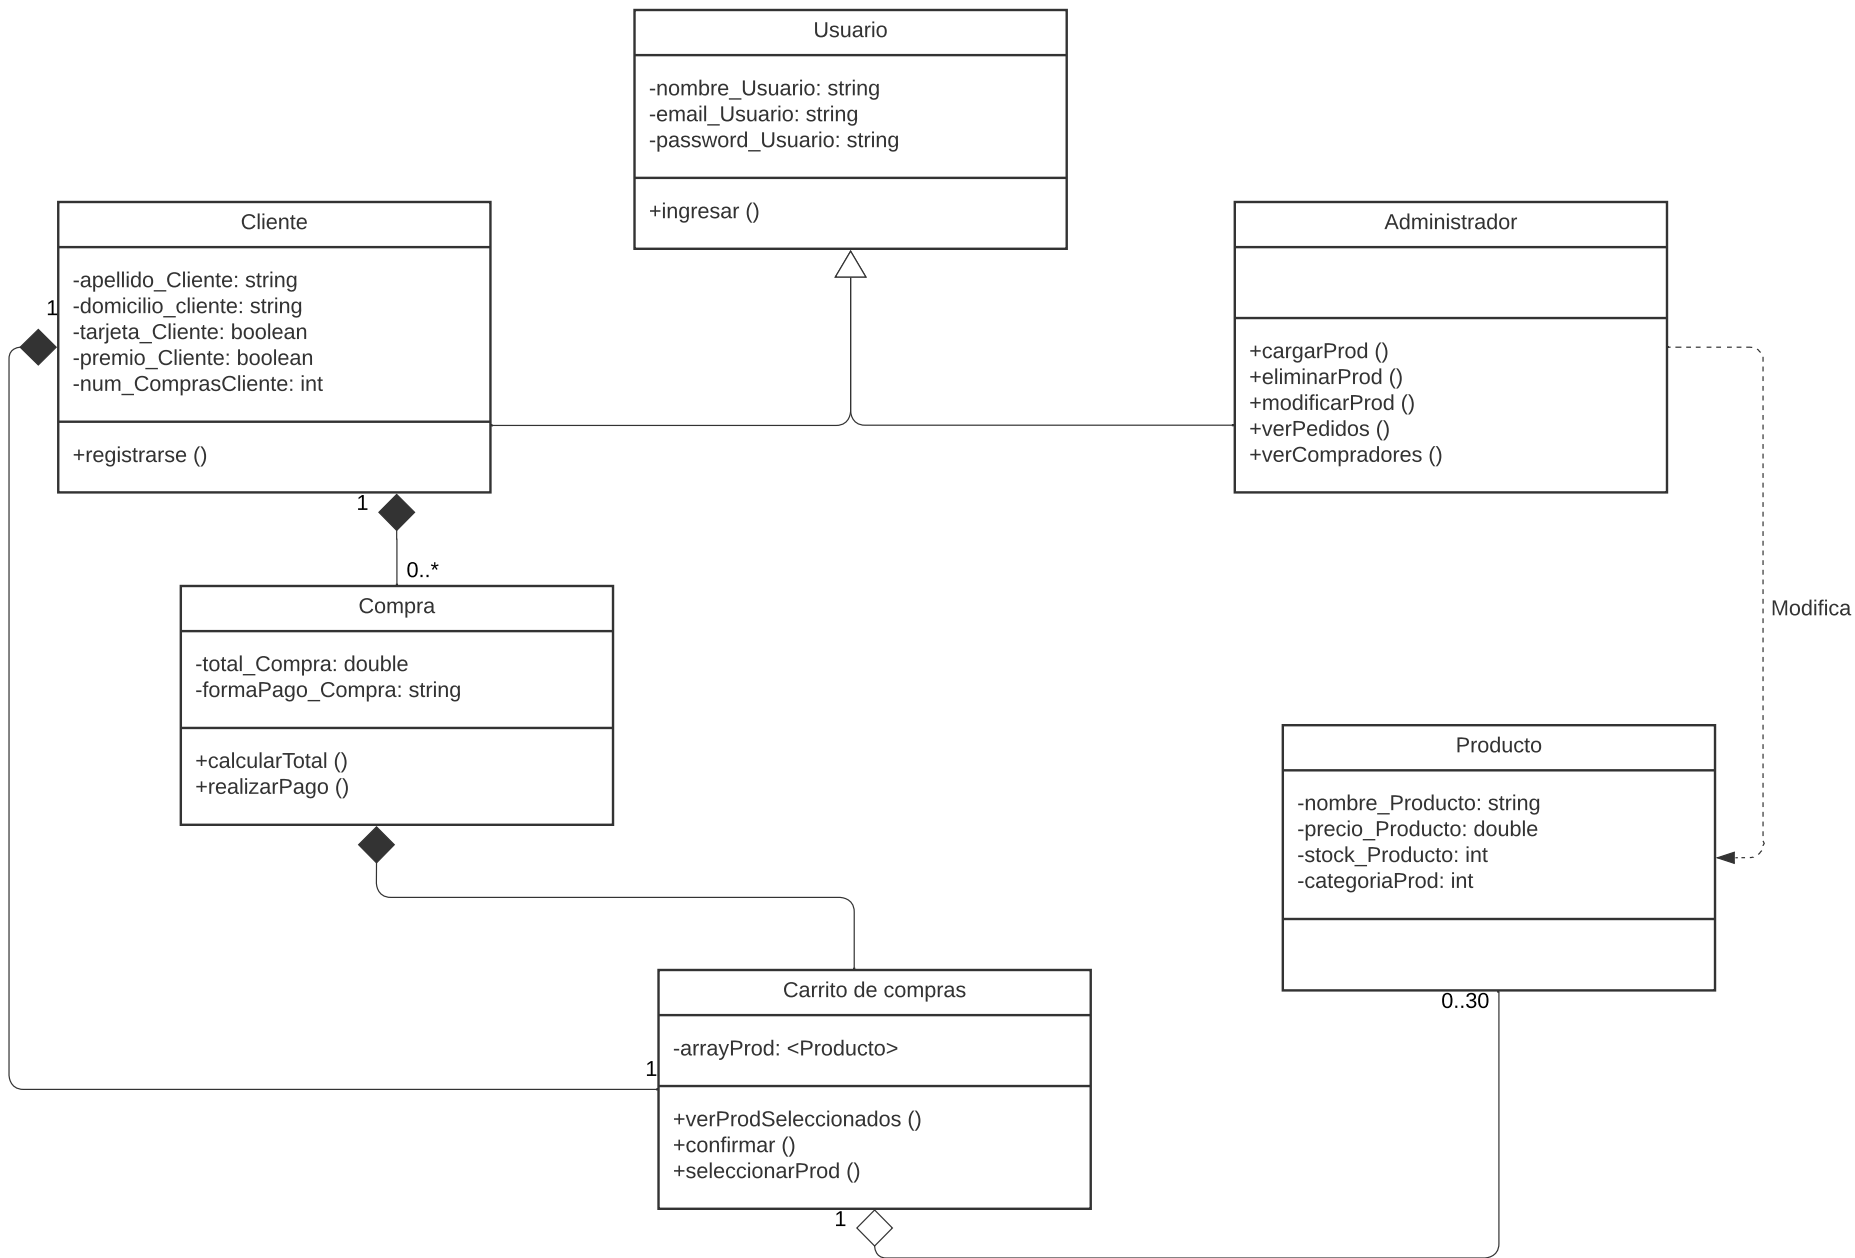 Usuario
-nombre_Usuario: string
-email_Usuario: string
-password_Usuario: string
+ingresar ()
Cliente
-apellido_Cliente: string
-domicilio_cliente: string
-tarjeta_Cliente: boolean
-premio_Cliente: boolean
-num_ComprasCliente: int
+registrarse ()
1
1
0..*
Administrador
+cargarProd ()
+eliminarProd ()
+modificarProd ()
+verPedidos ()
+verCompradores ()
Modifica
Compra
-total_Compra: double
-formaPago_Compra: string
+calcularTotal ()
+realizarPago ()
Producto
-nombre_Producto: string
-precio_Producto: double
-stock_Producto: int
-categoriaProd: int
0..30
Carrito de compras
-arrayProd: <Producto>
1
+verProdSeleccionados ()
+confirmar ()
+seleccionarProd ()
1